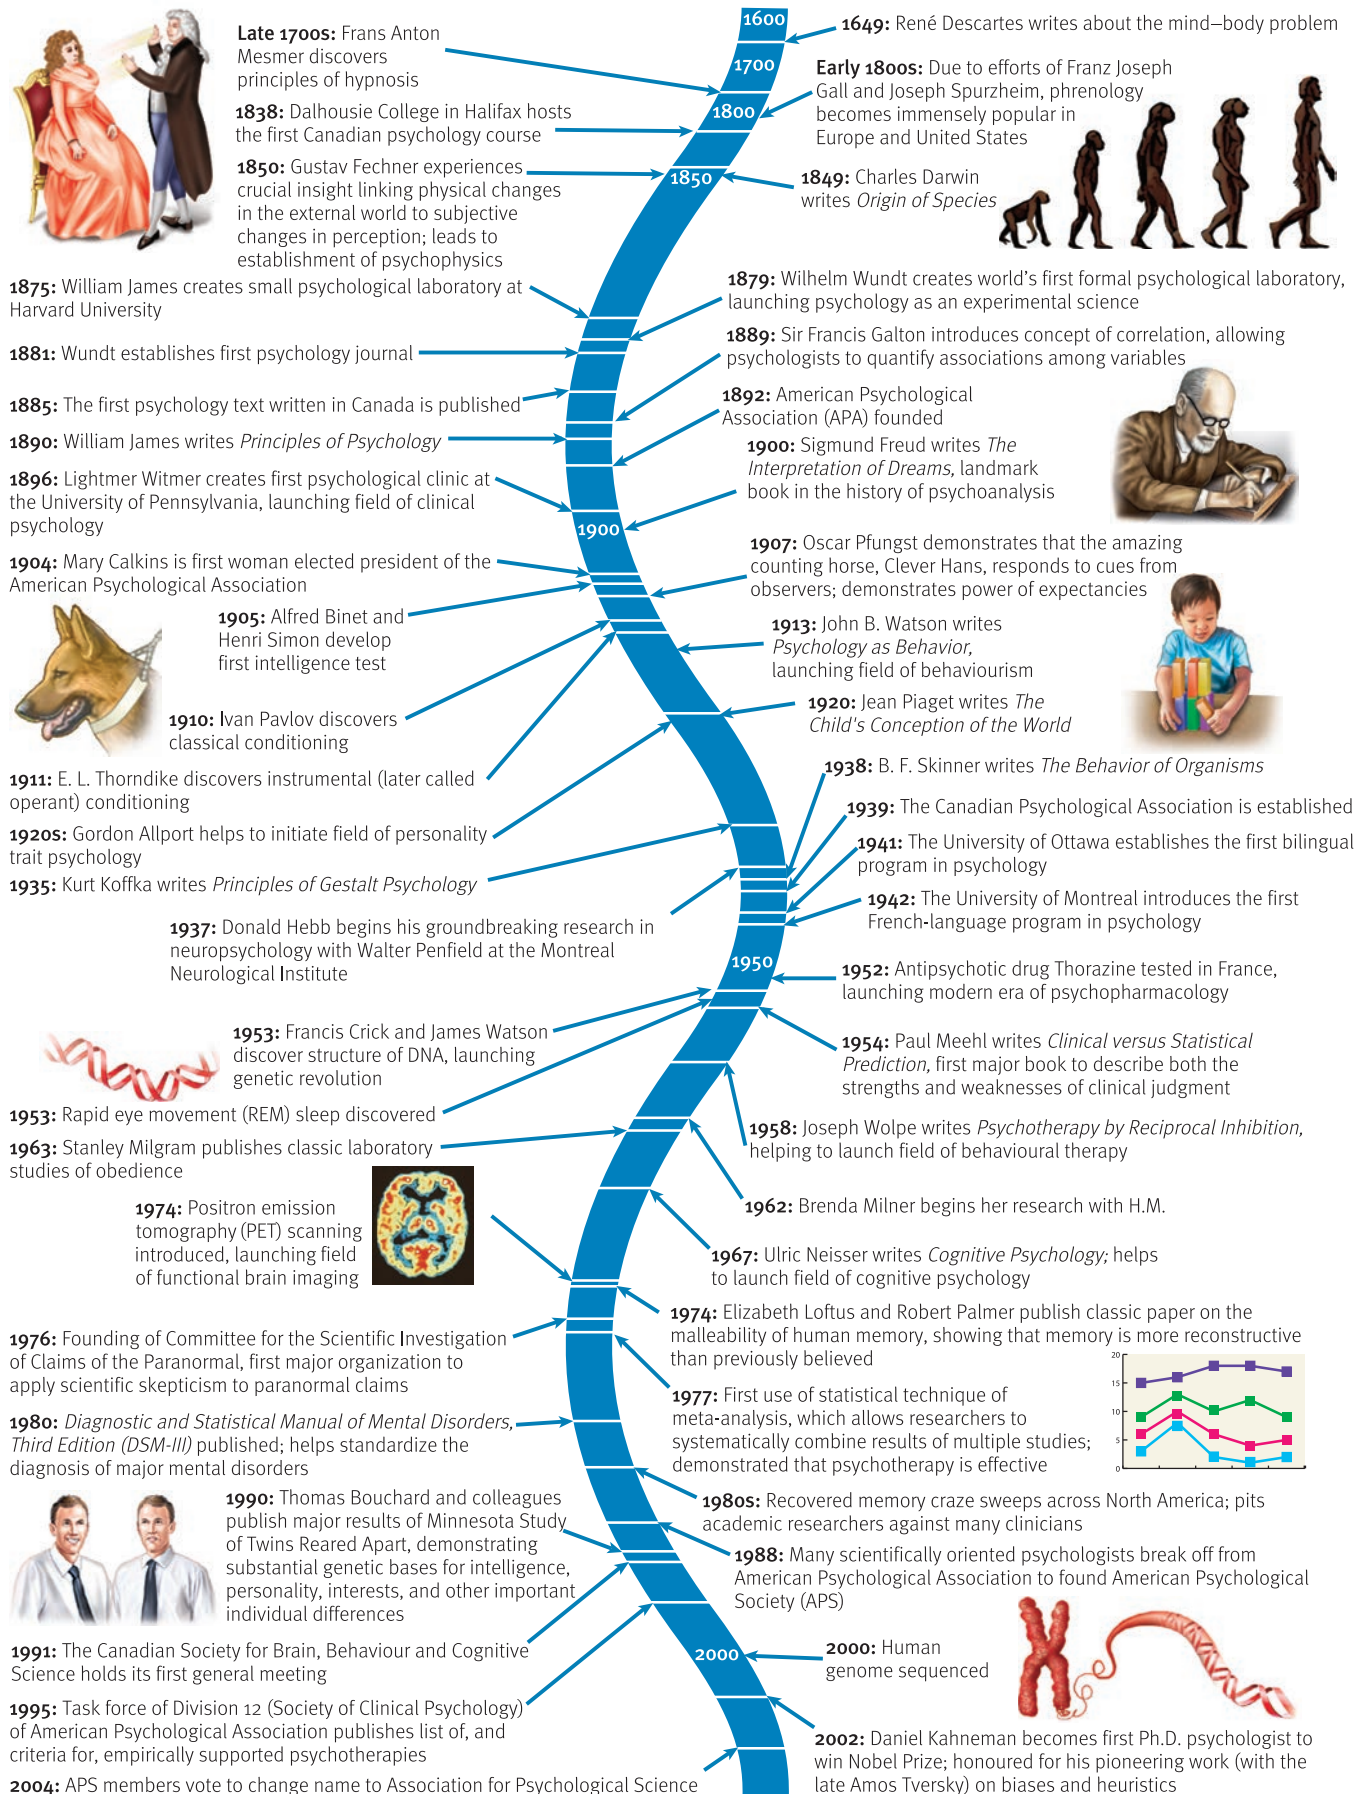 1600
1649: René Descartes writes about the mind–body problem
Late 1700s: Frans Anton
Mesmer discovers
principles of hypnosis
1700
Early 1800s: Due to efforts of Franz Joseph
Gall and Joseph Spurzheim, phrenology
becomes immensely popular in
Europe and United States
1800
1838: Dalhousie College in Halifax hosts
the first Canadian psychology course
1850: Gustav Fechner experiences
crucial insight linking physical changes
in the external world to subjective
changes in perception; leads to
establishment of psychophysics
1850
1849: Charles Darwin
writes Origin of Species
1875: William James creates small psychological laboratory at
Harvard University
1879: Wilhelm Wundt creates world's first formal psychological laboratory,
launching psychology as an experimental science
1881: Wundt establishes first psychology journal
1889: Sir Francis Galton introduces concept of correlation, allowing
psychologists to quantify associations among variables
1885: The first psychology text written in Canada is published
1892: American Psychological
Association (APA) founded
1890: William James writes Principles of Psychology
1900: Sigmund Freud writes The
Interpretation of Dreams, landmark
book in the history of psychoanalysis
1896: Lightmer Witmer creates first psychological clinic at
the University of Pennsylvania, launching field of clinical
psychology
1900
1904: Mary Calkins is first woman elected president of the
American Psychological Association
1907: Oscar Pfungst demonstrates that the amazing
counting horse, Clever Hans, responds to cues from
observers; demonstrates power of expectancies
1905: Alfred Binet and
Henri Simon develop
first intelligence test
1913: John B. Watson writes
Psychology as Behavior,
launching field of behaviourism
1910: Ivan Pavlov discovers
classical conditioning
1920: Jean Piaget writes The
Child's Conception of the World
1911: E. L. Thorndike discovers instrumental (later called
operant) conditioning
1938: B. F. Skinner writes The Behavior of Organisms
1939: The Canadian Psychological Association is established
1920s: Gordon Allport helps to initiate field of personality
trait psychology
1941: The University of Ottawa establishes the first bilingual
program in psychology
1935: Kurt Koffka writes Principles of Gestalt Psychology
1942: The University of Montreal introduces the first
French-language program in psychology
1937: Donald Hebb begins his groundbreaking research in
neuropsychology with Walter Penfield at the Montreal
Neurological Institute
1950
1952: Antipsychotic drug Thorazine tested in France,
launching modern era of psychopharmacology
1953: Francis Crick and James Watson
discover structure of DNA, launching
genetic revolution
1954: Paul Meehl writes Clinical versus Statistical
Prediction, first major book to describe both the
strengths and weaknesses of clinical judgment
1953: Rapid eye movement (REM) sleep discovered
1958: Joseph Wolpe writes Psychotherapy by Reciprocal Inhibition,
helping to launch field of behavioural therapy
1963: Stanley Milgram publishes classic laboratory
studies of obedience
1962: Brenda Milner begins her research with H.M.
1974: Positron emission
tomography (PET) scanning
introduced, launching field
of functional brain imaging
1967: Ulric Neisser writes Cognitive Psychology; helps
to launch field of cognitive psychology
1974: Elizabeth Loftus and Robert Palmer publish classic paper on the
malleability of human memory, showing that memory is more reconstructive
than previously believed
1976: Founding of Committee for the Scientific Investigation
of Claims of the Paranormal, first major organization to
apply scientific skepticism to paranormal claims
1977: First use of statistical technique of
meta-analysis, which allows researchers to
systematically combine results of multiple studies;
demonstrated that psychotherapy is effective
20
15
10
5
0
1980: Diagnostic and Statistical Manual of Mental Disorders,
Third Edition (DSM-III) published; helps standardize the
diagnosis of major mental disorders
1980s: Recovered memory craze sweeps across North America; pits
academic researchers against many clinicians
1990: Thomas Bouchard and colleagues
publish major results of Minnesota Study
of Twins Reared Apart, demonstrating
substantial genetic bases for intelligence,
personality, interests, and other important
individual differences
1988: Many scientifically oriented psychologists break off from
American Psychological Association to found American Psychological
Society (APS)
1991: The Canadian Society for Brain, Behaviour and Cognitive
Science holds its first general meeting
2000
2000: Human
genome sequenced
1995: Task force of Division 12 (Society of Clinical Psychology)
of American Psychological Association publishes list of, and
criteria for, empirically supported psychotherapies
2002: Daniel Kahneman becomes first Ph.D. psychologist to
win Nobel Prize; honoured for his pioneering work (with the
late Amos Tversky) on biases and heuristics
2004: APS members vote to change name to Association for Psychological Science